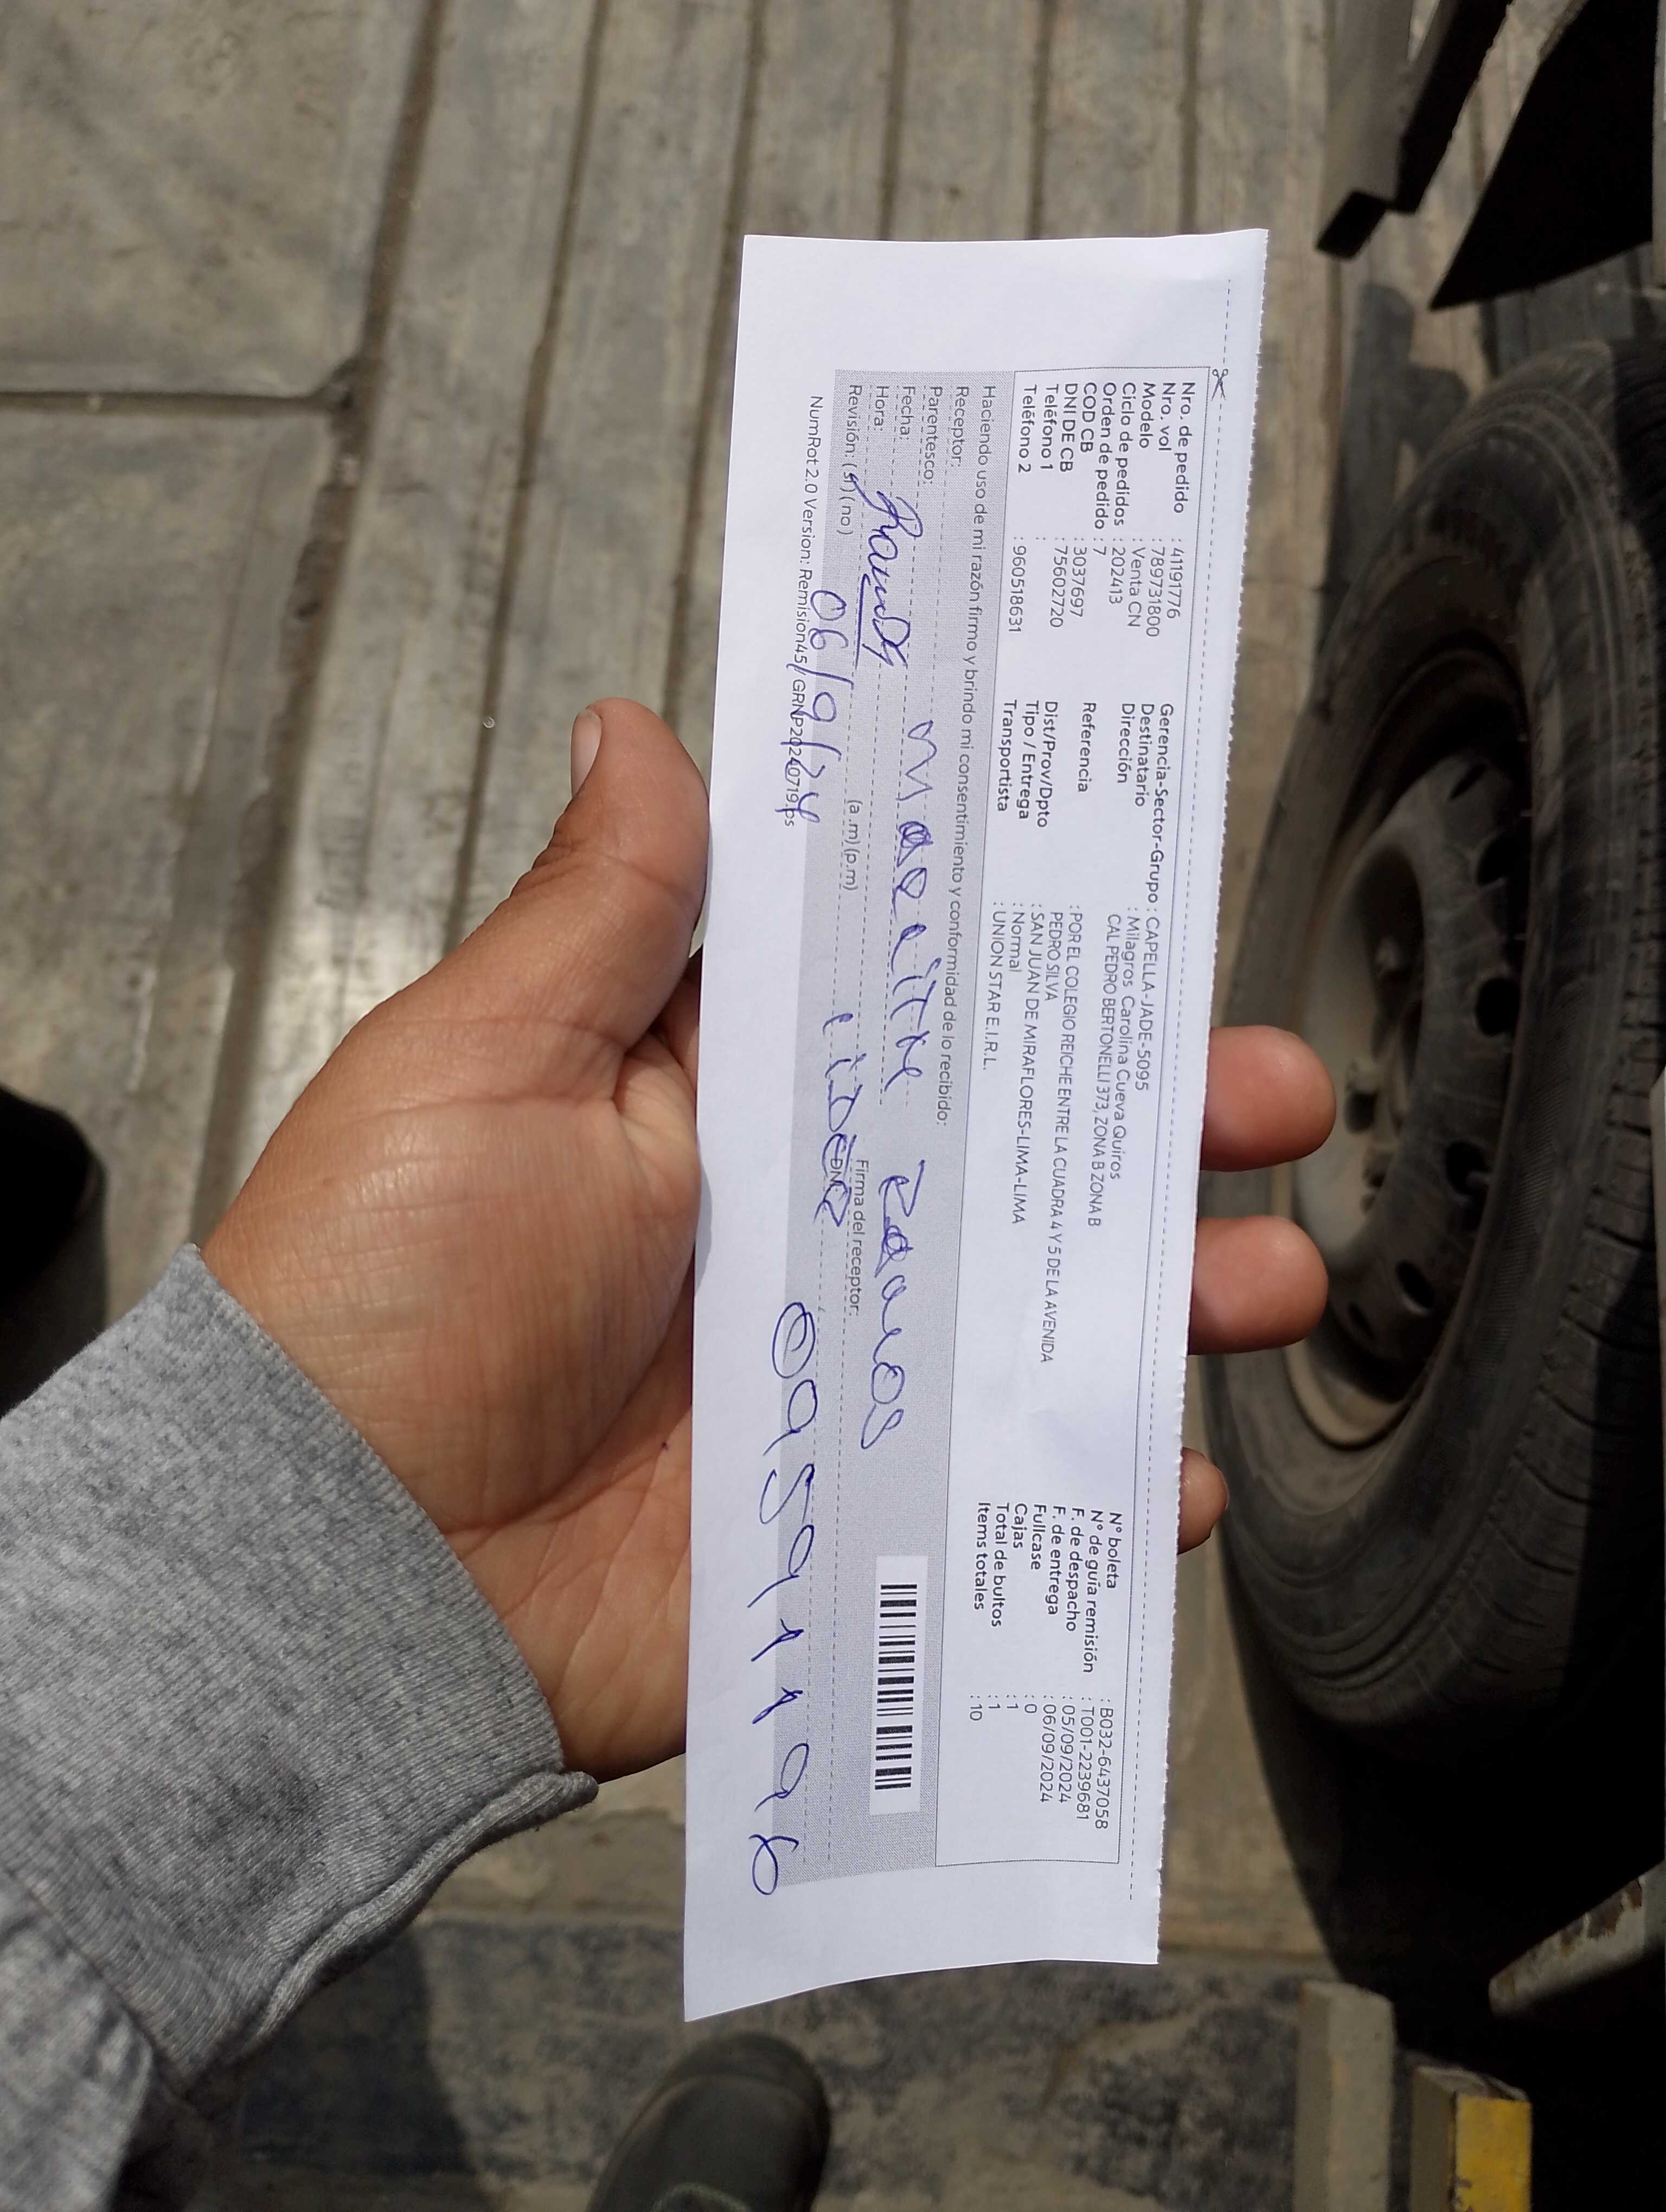 Nro. de pedido : 41191776
Nro. vol : 789731800
Modelo : Venta CN
Ciclo de pedidos : 202413
Orden de pedido : 7
COD CB : 3037697
DNI DE CB : 75602720
Teléfono 1 :
Teléfono 2 : 960518631
Gerencia-Sector-Grupo : CAPELLA-JADE-5095
Destinatario : Milagros Carolina Cueva Quiros
Dirección CAL PEDRO BERTONELLI 373, ZONA B ZONA B
Referencia : POR EL COLEGIO REICHE ENTRE LA CUADRA 4 Y 5 DE LA AVENIDA
PEDRO SILVA
Dist/Prov/Dpto : SAN JUAN DE MIRAFLORES-LIMA-LIMA
Tipo / Entrega : Normal
Transportista : UNION STAR E.I.R.L.
N° boleta : B032-6437058
N° de guía remisión : T001-2239681
F. de despacho : 05/09/2024
F. de entrega : 06/09/2024
Fullcase : 0
Cajas : 1
Total de bultos : 1
Items totales : 10
Haciendo uso de mi razón firmo y brindo mi consentimiento y conformidad de lo recibido:
Receptor:
Parentesco:
Fecha:
Hora: (a.m) (p.m) Firma del receptor:
Revisión: (si) (no) 06/9/24 DNI
NumRot 2.0 Version: Remision45/ GRNP20240719.ps